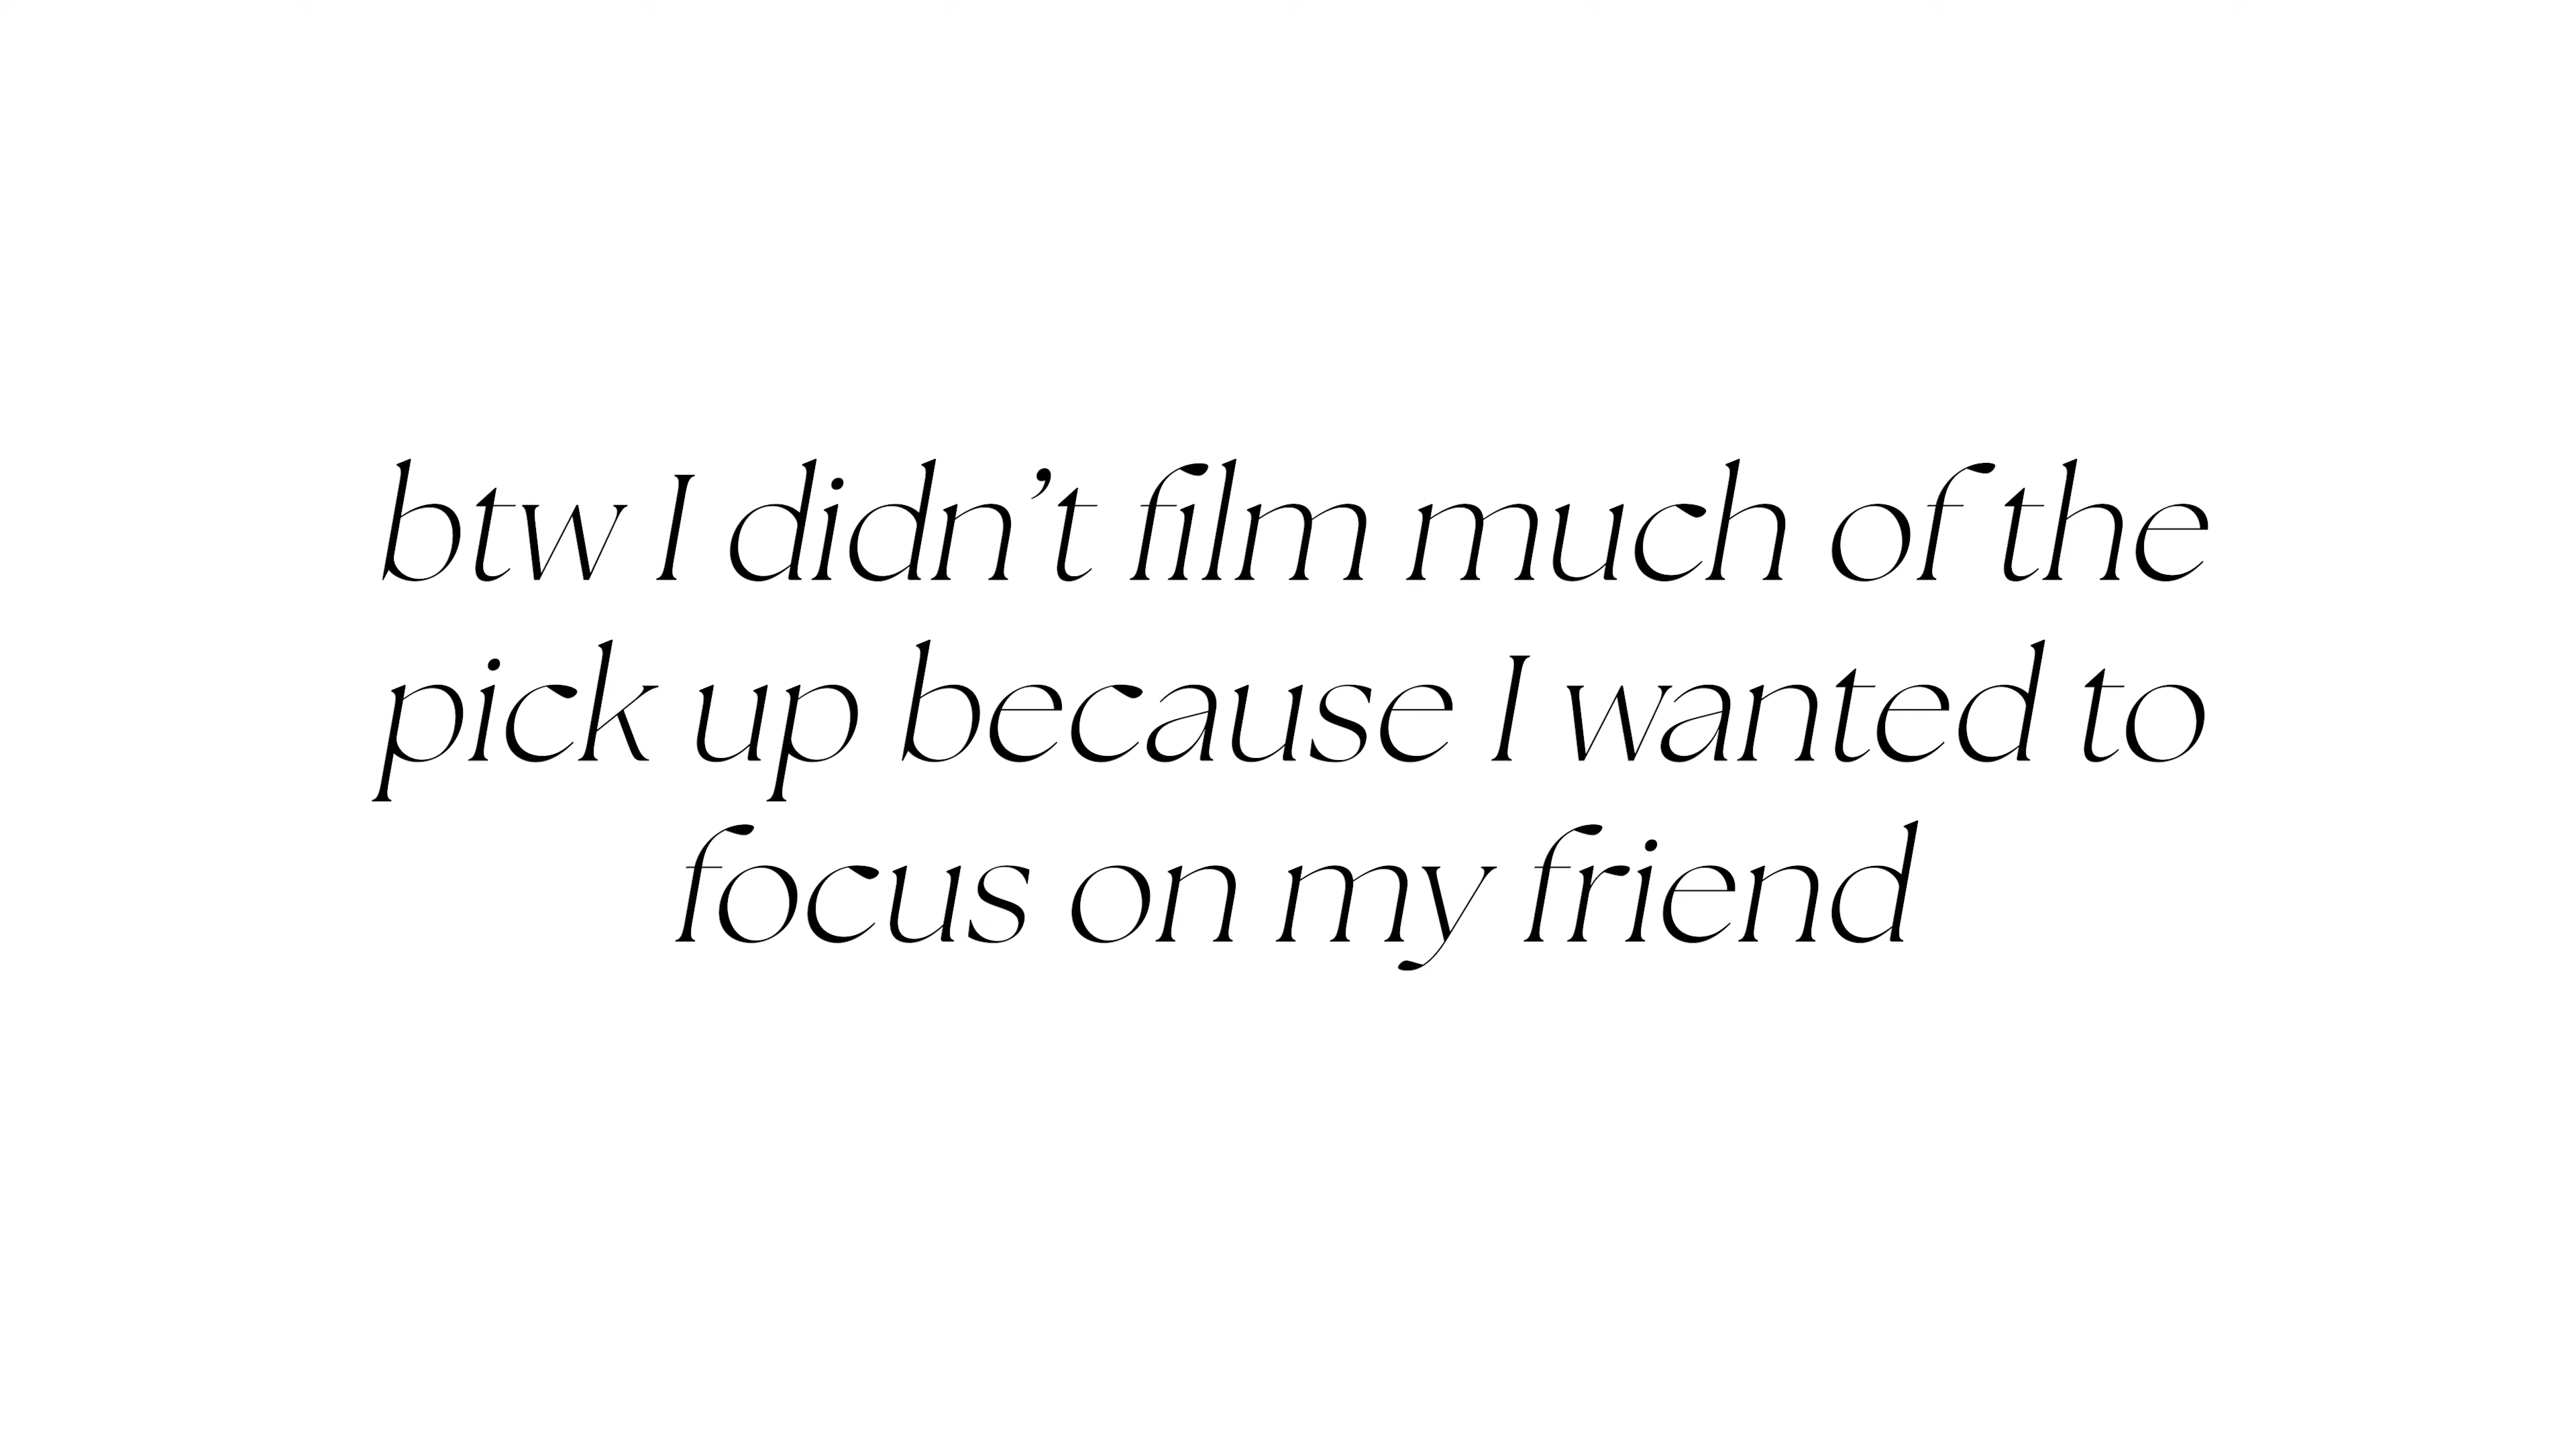 btw I didn’t film much of the
pick up because I wanted to
focus on my friend